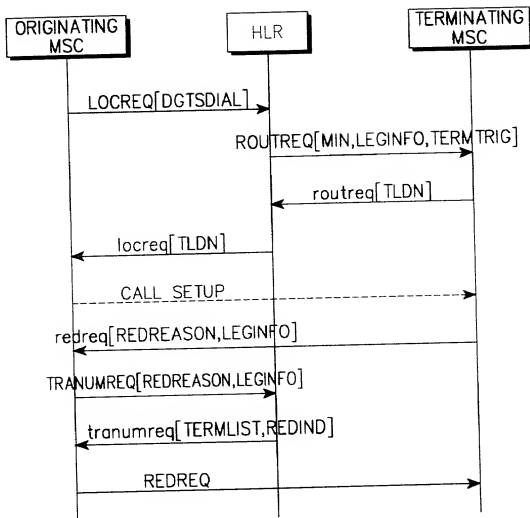 ORIGINATING
MSC
HLR
TERMINATING
MSC
LOCREQ[DGTSDIAL]
ROUTREQ[MIN,LEGINFO,TERMTRIG]
routreq[TLDN]
locreq[TLDN]
CALL SETUP
redreq[REDREASON,LEGINFO]
TRANUMREQ[REDREASON,LEGINFO]
tranumreq[TERMLIST,REDIND]
REDREQ